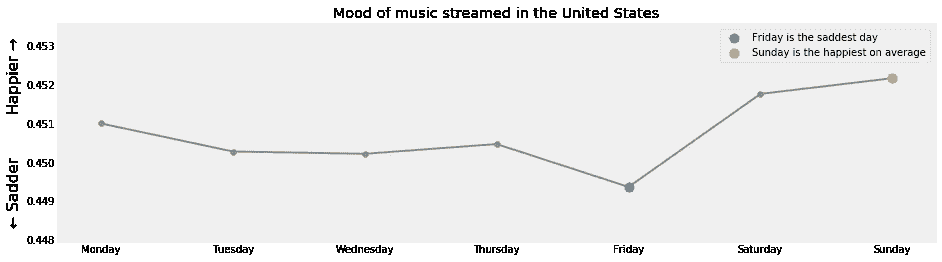 Mood of music streamed in the United States
Friday is the saddest day
Sunday is the happiest on average
Happier →
← Sadder
0.453
0.452
0.451
0.450
0.449
0.448
Monday Tuesday Wednesday Thursday Friday Saturday Sunday